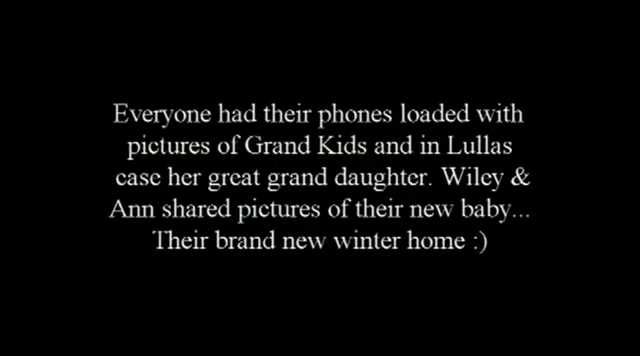 Everyone had their phones loaded with
pictures of Grand Kids and in Lullas
case her great grand daughter. Wiley &
Ann shared pictures of their new baby...
Their brand new winter home :)